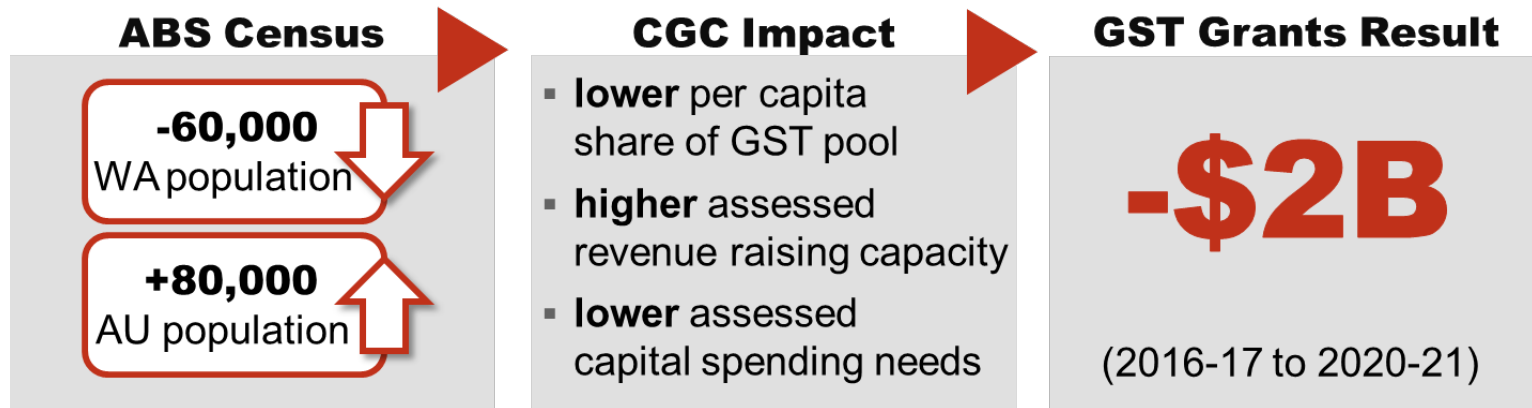 ABS Census
-60,000
WA population
+80,000
AU population
CGC Impact
▪ lower per capita
share of GST pool
▪ higher assessed
revenue raising capacity
▪ lower assessed
capital spending needs
GST Grants Result
-$2B
(2016-17 to 2020-21)